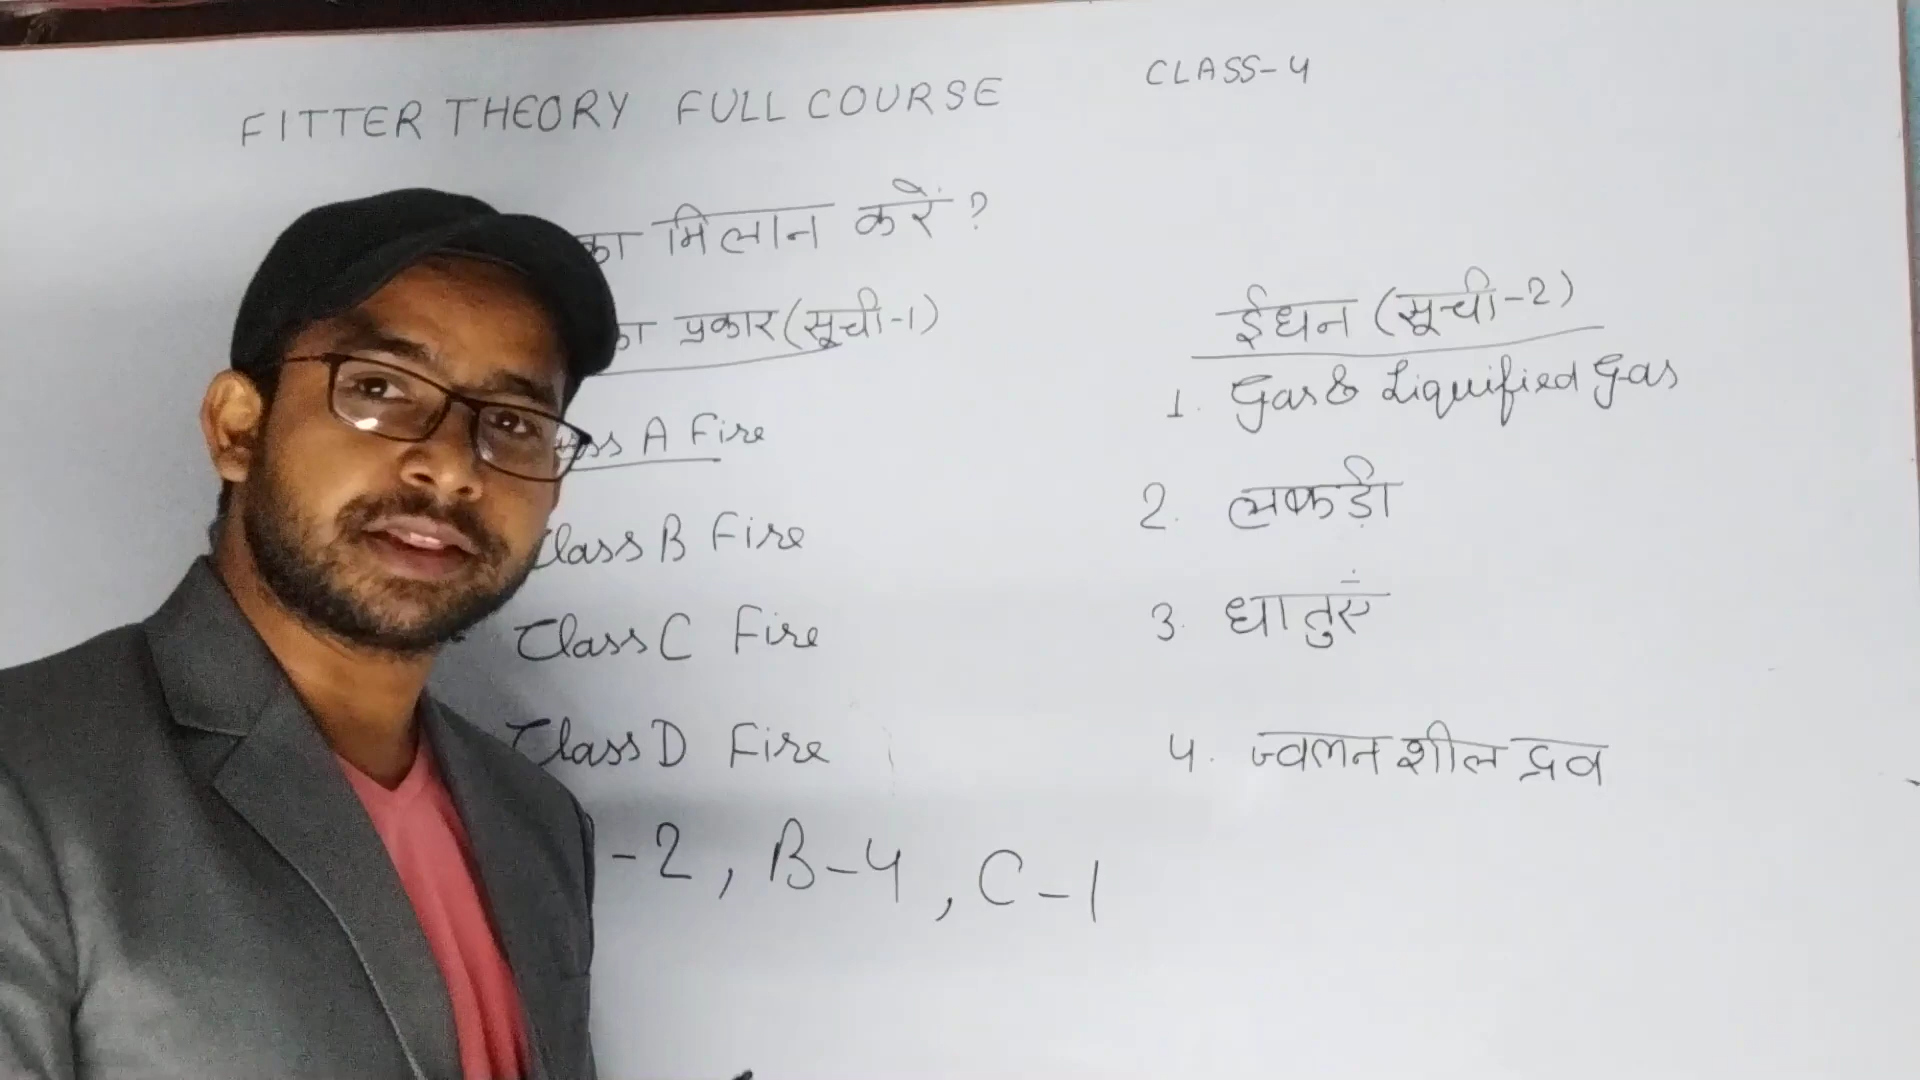 FITTER THEORY FULL COURSE
CLASS-4
का मिलान करें ?
का प्रकार (सूची-1)
ईधन (सूची-2)
A Fire
1. Gas & Liquified Gas
Class B Fire
2. लकड़ी
Class C Fire
3. धातुएं
Class D Fire
4. ज्वलनशील द्रव
-2, B-4, C-1